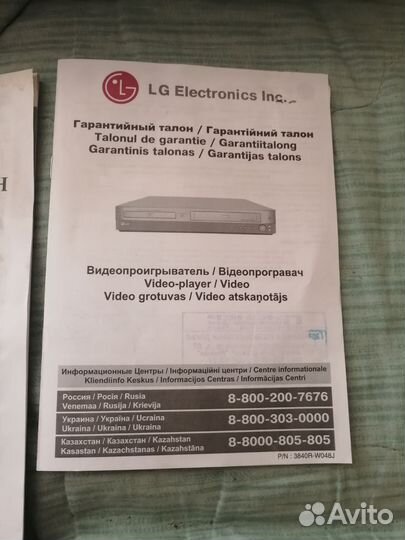 LG Electronics Inc.
Гарантийный талон / Гарантійний талон
Talonul de garantie / Garantiitalong
Garantinis talonas / Garantijas talons
Видеопроигрыватель / Відеопрогравач
Video-player / Video
Video grotuvas / Video atskaņotājs
Информационные Центры / Інформаційні центри / Centre informationale
Kliendiinfo Keskus / Informacijos Centras / Informācijas Centri
Россия / Росія / Rusia
Venemaa / Rusija / Krievija
8-800-200-7676
Украина / Україна / Ucraina
Ukraina / Ukraina / Ukraina
8-800-303-0000
Казахстан / Казахстан / Kazahstan
Kasastan / Kazachstanas / Kazahstāna
8-8000-805-805
P/N : 3840R-W046J
Н
Avito